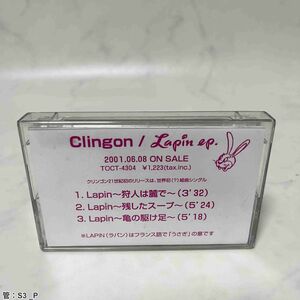 Clingon / Lapin ep.
2001.06.08 ON SALE
TOCT-4304 ¥1,223(tax.inc.)
クリンゴン21世紀初のリリースは、世界初(?)組曲シングル
1. Lapin〜狩人は麓で〜(3'32)
2. Lapin〜残したスープ〜(5'24)
3. Lapin〜亀の駆け足〜(5'18)
※LAPIN(ラパン)はフランス語で「うさぎ」の意です
管:S3_P